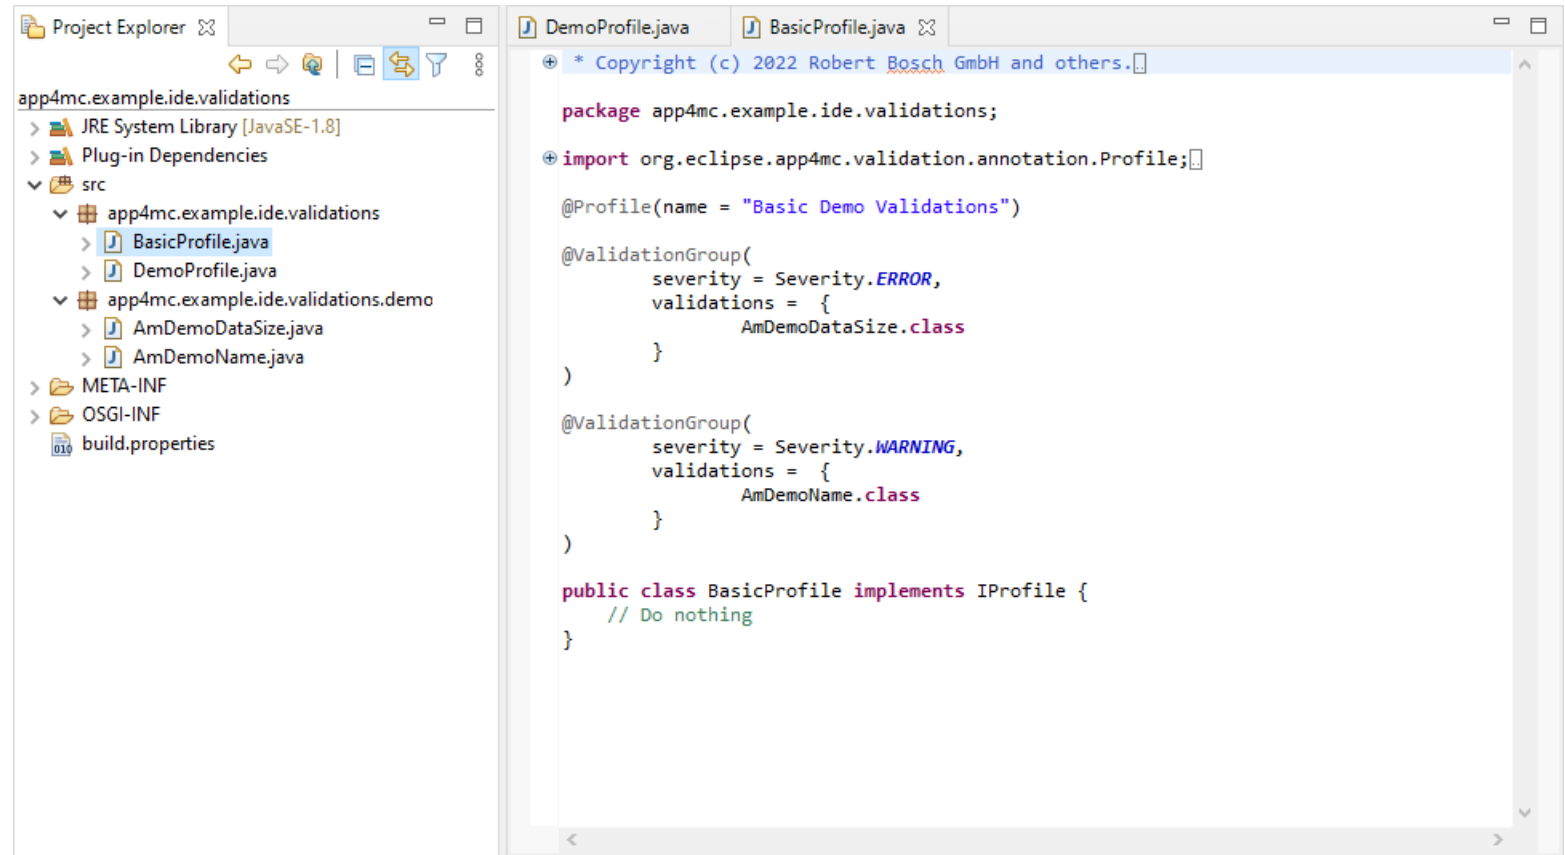 Project Explorer
app4mc.example.ide.validations
JRE System Library [JavaSE-1.8]
Plug-in Dependencies
src
app4mc.example.ide.validations
BasicProfile.java
DemoProfile.java
app4mc.example.ide.validations.demo
AmDemoDataSize.java
AmDemoName.java
META-INF
OSGI-INF
build.properties
DemoProfile.java
BasicProfile.java
* Copyright (c) 2022 Robert Bosch GmbH and others.
package app4mc.example.ide.validations;
import org.eclipse.app4mc.validation.annotation.Profile;
@Profile(name = "Basic Demo Validations")
@ValidationGroup(
severity = Severity.ERROR,
validations = {
AmDemoDataSize.class
}
)
@ValidationGroup(
severity = Severity.WARNING,
validations = {
AmDemoName.class
}
)
public class BasicProfile implements IProfile {
// Do nothing
}